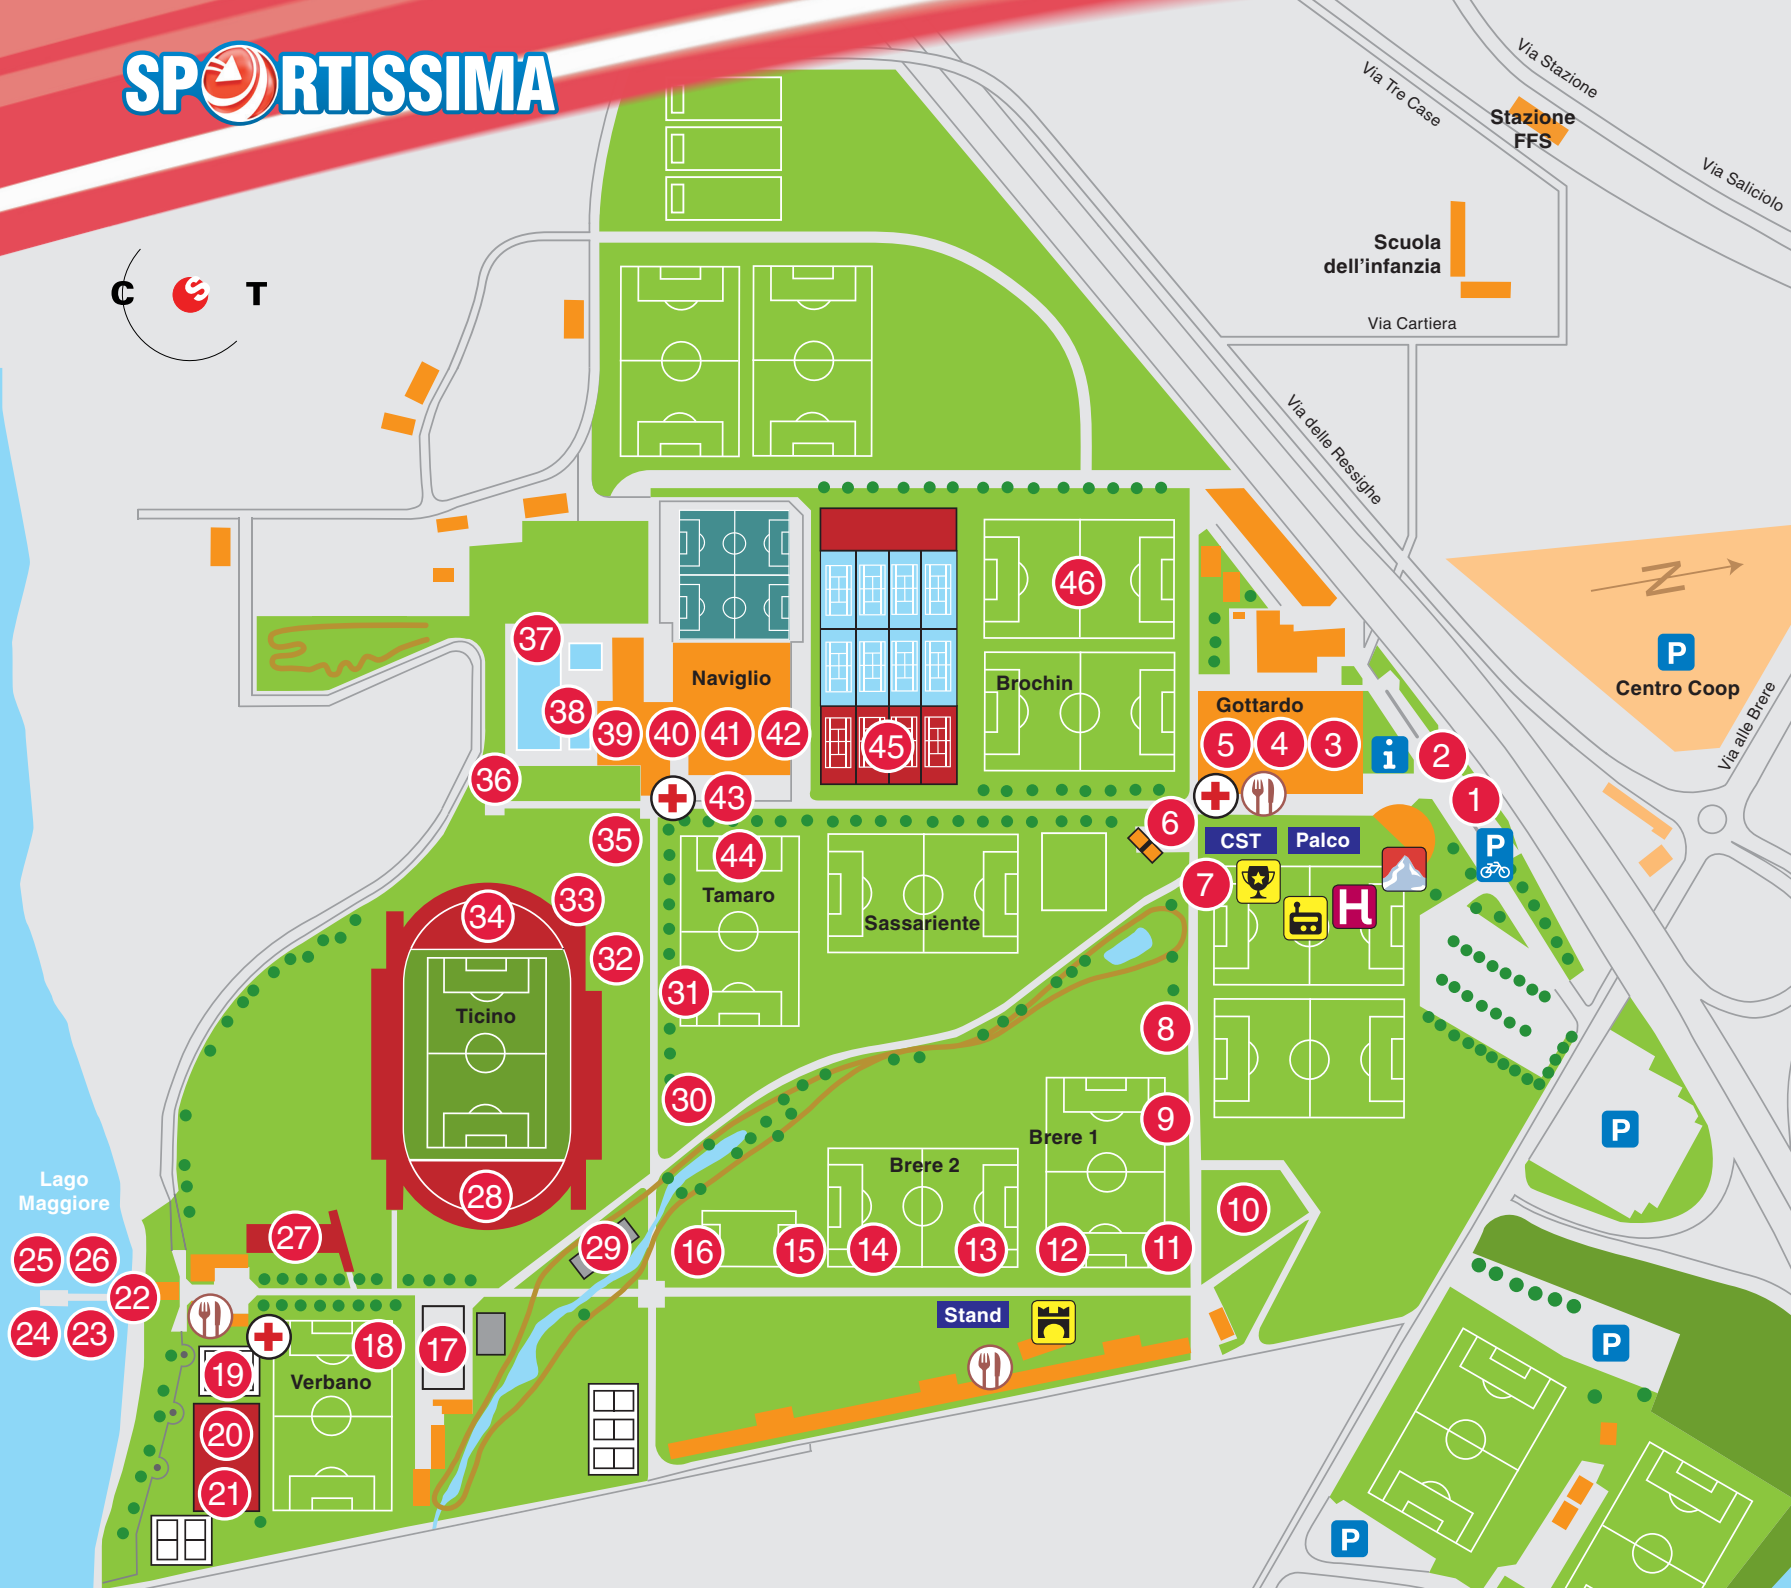 SPORTISSIMA
Via Stazione
Via Tre Case
Stazione
FFS
Via Saliciolo
Scuola
dell'infanzia
C S T
Via Cartiera
Via delle Ressighe
N
46
P
Centro Coop
Via alle Brere
37
Naviglio
Brochin
38
39
40
41
42
45
Gottardo
5
4
3
i
2
36
43
1
6
35
44
CST
Palco
P
Tamaro
7
33
34
H
Sassariente
32
31
Ticino
8
30
9
P
Brere 1
Brere 2
Lago
Maggiore
28
10
27
29
16
15
14
13
12
11
25
26
22
24
23
Stand
18
17
P
19
Verbano
20
21
P